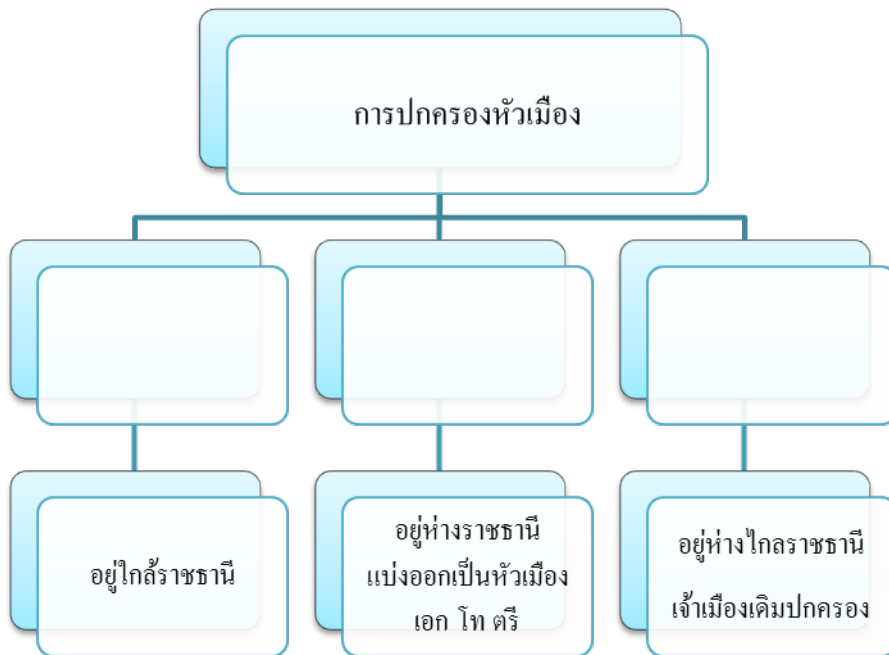 การปกครองหัวเมือง
อยู่ใกล้ราชธานี
อยู่ห่างราชธานี
แบ่งออกเป็นหัวเมือง
เอก โท ตรี
อยู่ห่างไกลราชธานี
เจ้าเมืองเดิมปกครอง